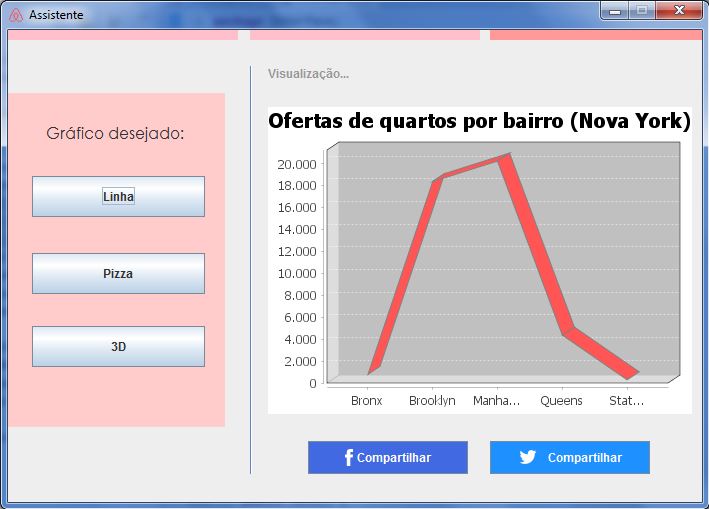 Assistente
Visualização...
Gráfico desejado:
Linha
Pizza
3D
Ofertas de quartos por bairro (Nova York)
20.000
18.000
16.000
14.000
12.000
10.000
8.000
6.000
4.000
2.000
0
Bronx Brooklyn Manha... Queens Stat...
Compartilhar Compartilhar